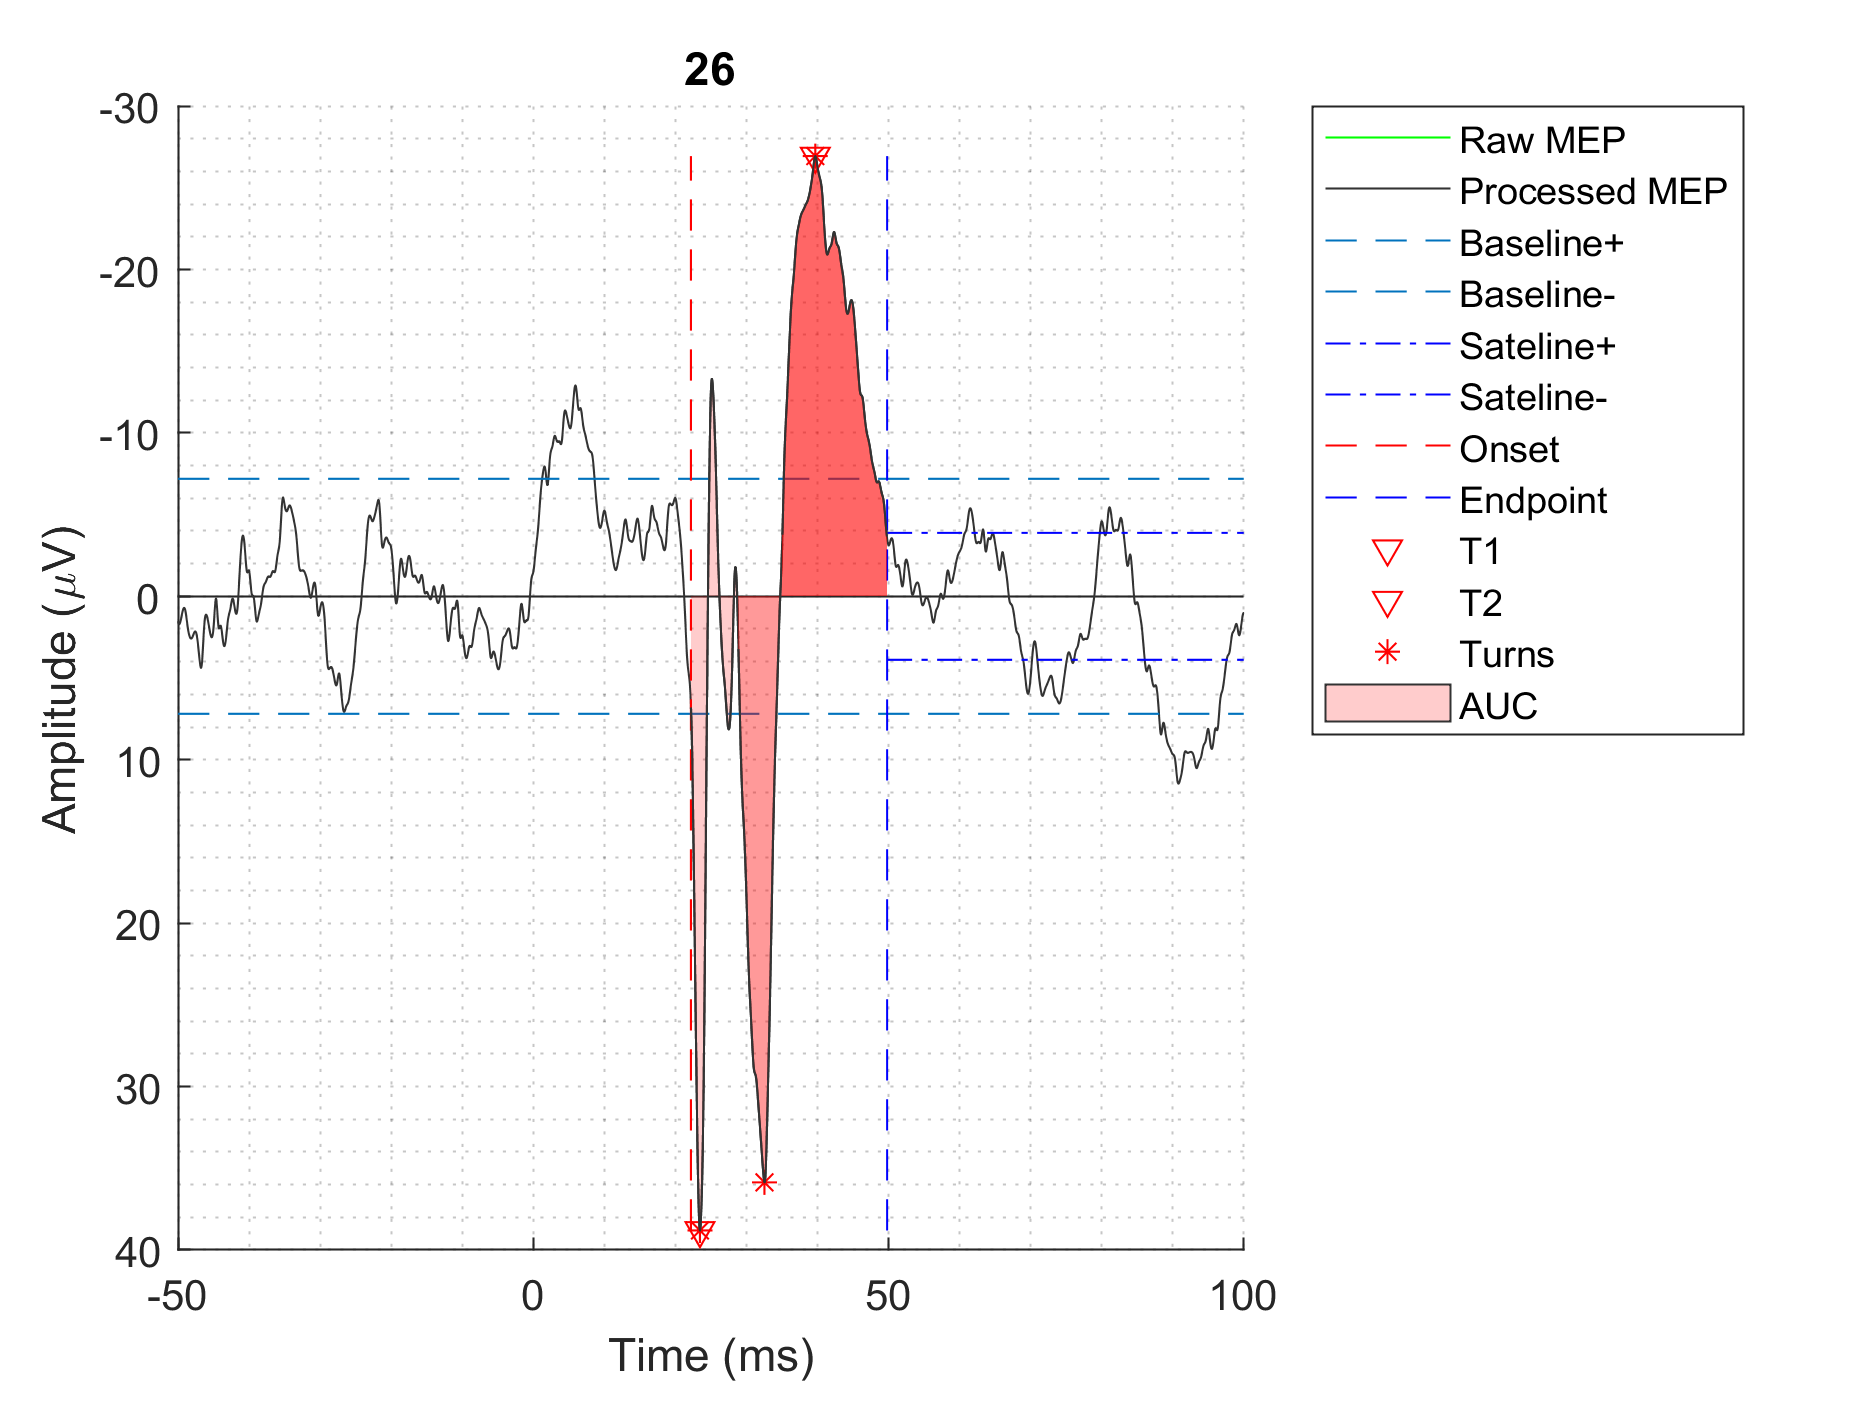 26
-30
-20
-10
0
10
20
30
40
-50
0
50
100
Amplitude (μV)
Time (ms)
Raw MEP
Processed MEP
Baseline+
Baseline-
Sateline+
Sateline-
Onset
Endpoint
T1
T2
Turns
AUC